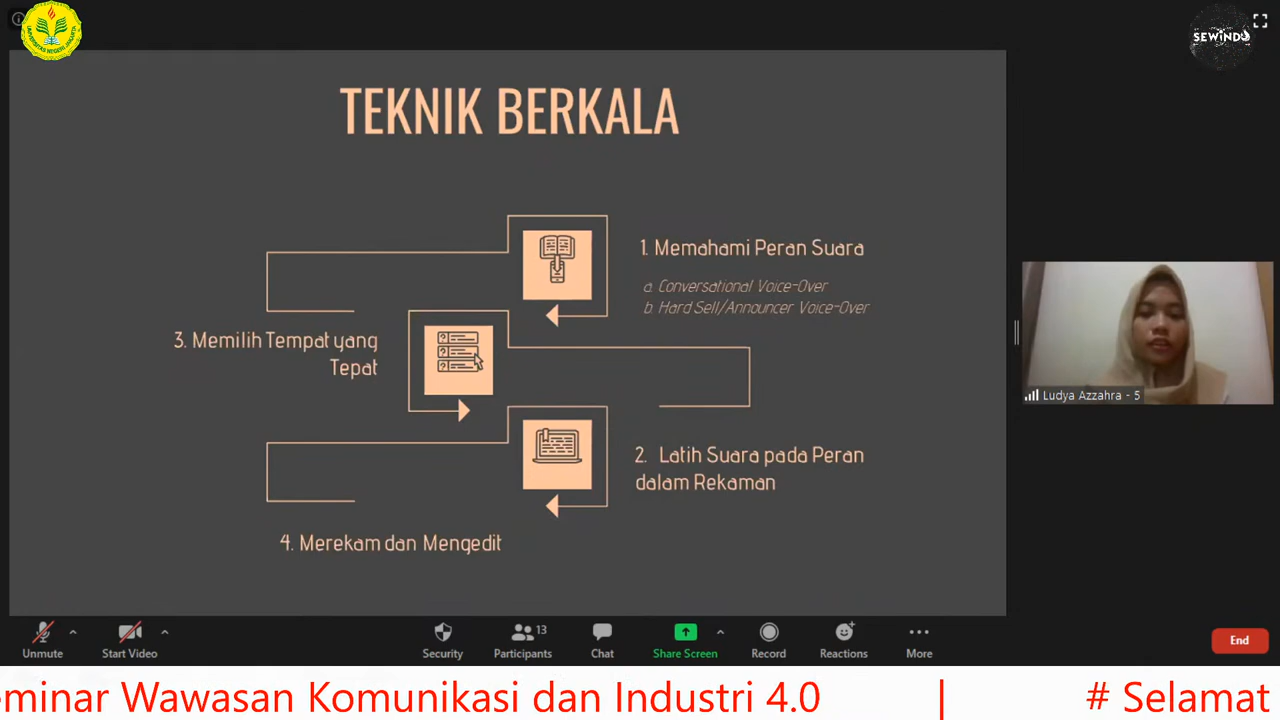 SEWINDU
TEKNIK BERKALA
1. Memahami Peran Suara
a. Conversational Voice-Over
b. Hard Sell/Announcer Voice-Over
3. Memilih Tempat yang
Tepat
2. Latih Suara pada Peran
dalam Rekaman
4. Merekam dan Mengedit
Ludya Azzahra - 5
Unmute
Start Video
Security
13
Participants
Chat
Share Screen
Record
Reactions
More
End
eminar Wawasan Komunikasi dan Industri 4.0 | # Selamat